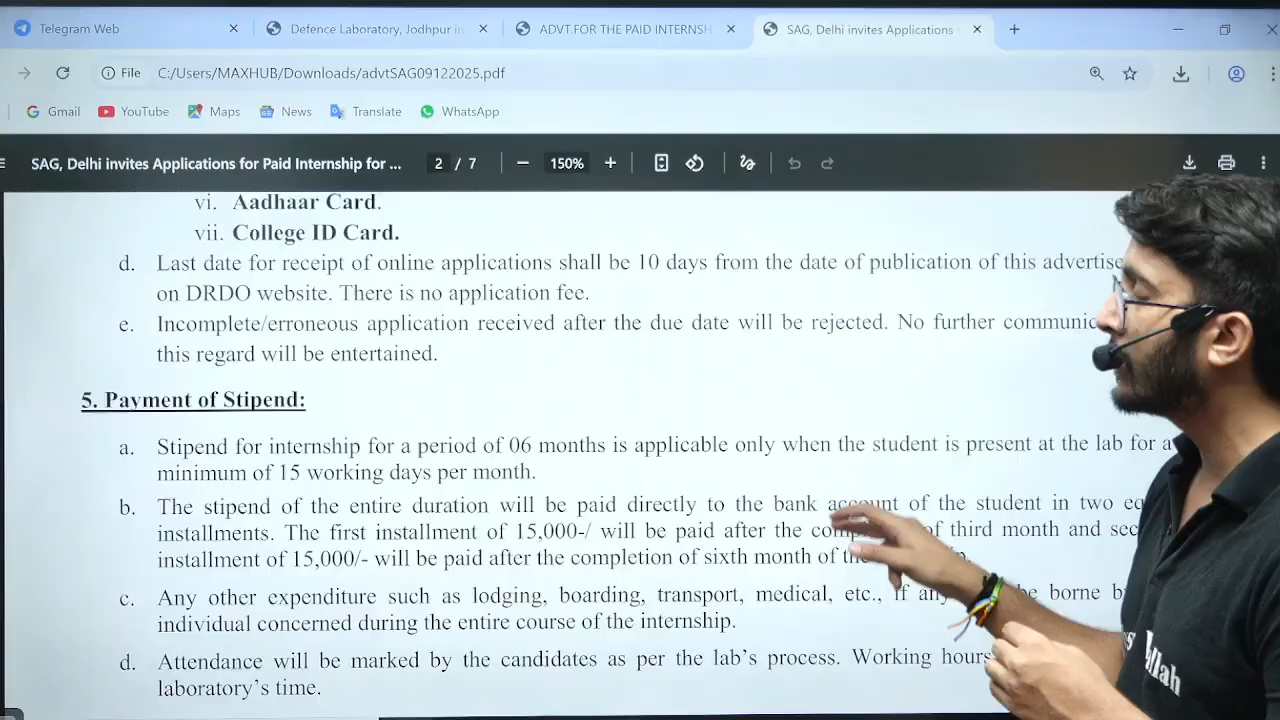 Telegram Web
Defence Laboratory, Jodhpur in
ADVT.FOR THE PAID INTERNSH
SAG, Delhi invites Applications
File C:/Users/MAXHUB/Downloads/advtSAG09122025.pdf
Gmail YouTube Maps News Translate WhatsApp
SAG, Delhi invites Applications for Paid Internship for ... 2 / 7 150%
vi. Aadhaar Card.
vii. College ID Card.
d. Last date for receipt of online applications shall be 10 days from the date of publication of this advertise
on DRDO website. There is no application fee.
e. Incomplete/erroneous application received after the due date will be rejected. No further communic
this regard will be entertained.
5. Payment of Stipend:
a. Stipend for internship for a period of 06 months is applicable only when the student is present at the lab for a
minimum of 15 working days per month.
b. The stipend of the entire duration will be paid directly to the bank account of the student in two eq
installments. The first installment of 15,000-/ will be paid after the comp of third month and sec
installment of 15,000/- will be paid after the completion of sixth month of the
c. Any other expenditure such as lodging, boarding, transport, medical, etc., if any be borne b
individual concerned during the entire course of the internship.
d. Attendance will be marked by the candidates as per the lab's process. Working hours
laboratory's time.